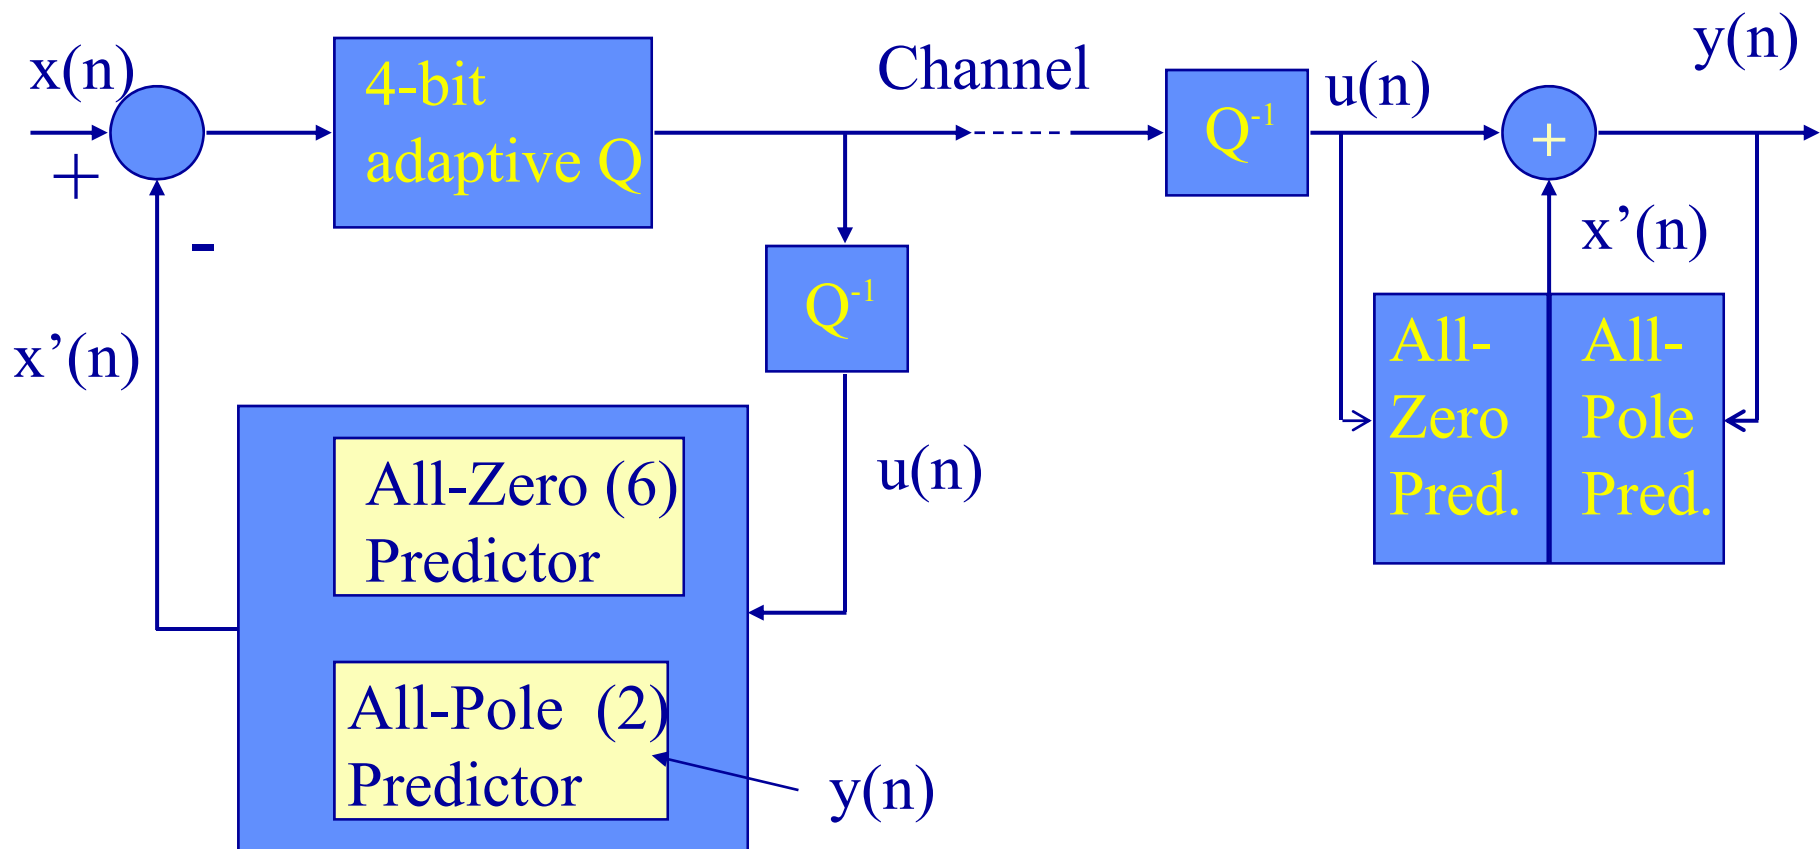 x(n)
+
-
x’(n)
4-bit
adaptive Q
Channel
Q-1
u(n)
All-Zero (6)
Predictor
All-Pole (2)
Predictor
y(n)
Q-1
u(n)
+
y(n)
x’(n)
All-
Zero
Pred.
All-
Pole
Pred.